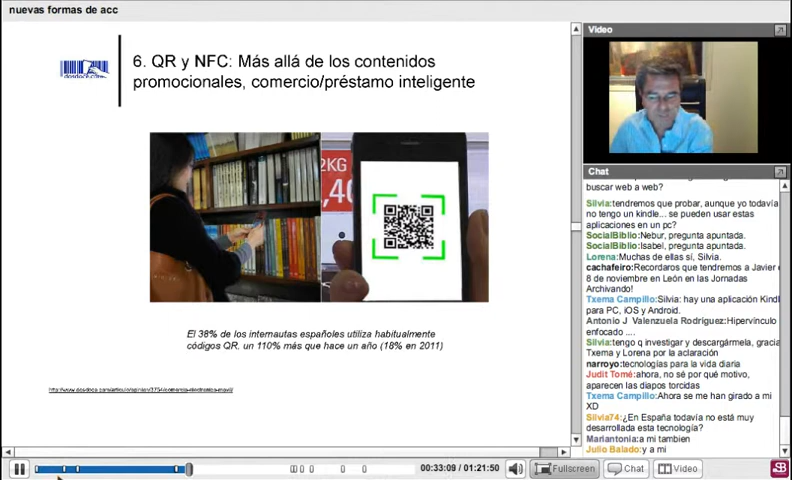 nuevas formas de acc
dosdoce.com
6. QR y NFC: Más allá de los contenidos
promocionales, comercio/préstamo inteligente
2KG
,40
El 38% de los internautas españoles utiliza habitualmente
códigos QR, un 110% más que hace un año (18% en 2011)
Video
Chat
buscar web a web?
Silvia:tendremos que probar, aunque yo todavía
no tengo un kindle... se pueden usar estas
aplicaciones en un pc?
SocialBiblio:Nebur, pregunta apuntada.
SocialBiblio:Isabel, pregunta apuntada.
Lorena:Muchas de ellas sí, Silvia.
cachafeiro:Recordaros que tendremos a Javier
8 de noviembre en León en las Jornadas
Archivando!
Txema Campillo:Silvia: hay una aplicación Kindl
para PC, iOS y Android.
Antonio J Valenzuela Rodríguez:Hipervínculo
enfocado ....
Silvia:tengo q investigar y descargármela, gracia
Txema y Lorena por la aclaración
narroyo:tecnologías para la vida diaria
Judit Tomé:ahora, no sé por qué motivo,
aparecen las diapos torcidas
Txema Campillo:Ahora se me han girado a mi
XD
Silvia74:¿En España todavía no está muy
desarrollada esta tecnología?
Mariantonia:a mi tambien
Julio Balado:y a mi
00:33:09 / 01:21:50
Fullscreen
Chat
Video
SB